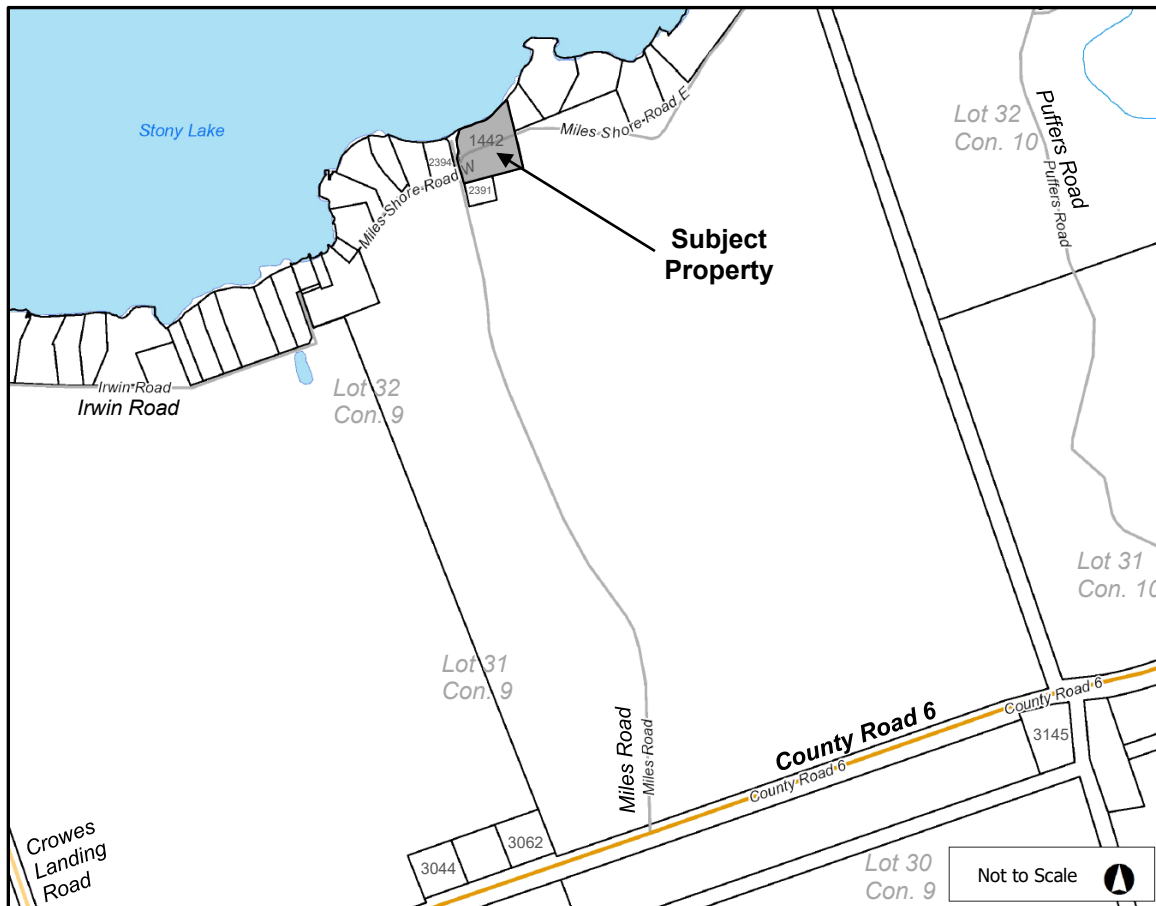 Stony Lake
Lot 32
Con. 10
Puffers Road
Puffers Road
Miles Shore Road E
1442
2394
Miles Shore Road W
2391
Subject
Property
Irwin Road
Irwin Road
Lot 32
Con. 9
Lot 31
Con. 10
Lot 31
Con. 9
Miles Road
Miles Road
County Road 6
County Road 6
County Road 6
3145
Crowes
Landing
Road
3044
3062
Lot 30
Con. 9
Not to Scale